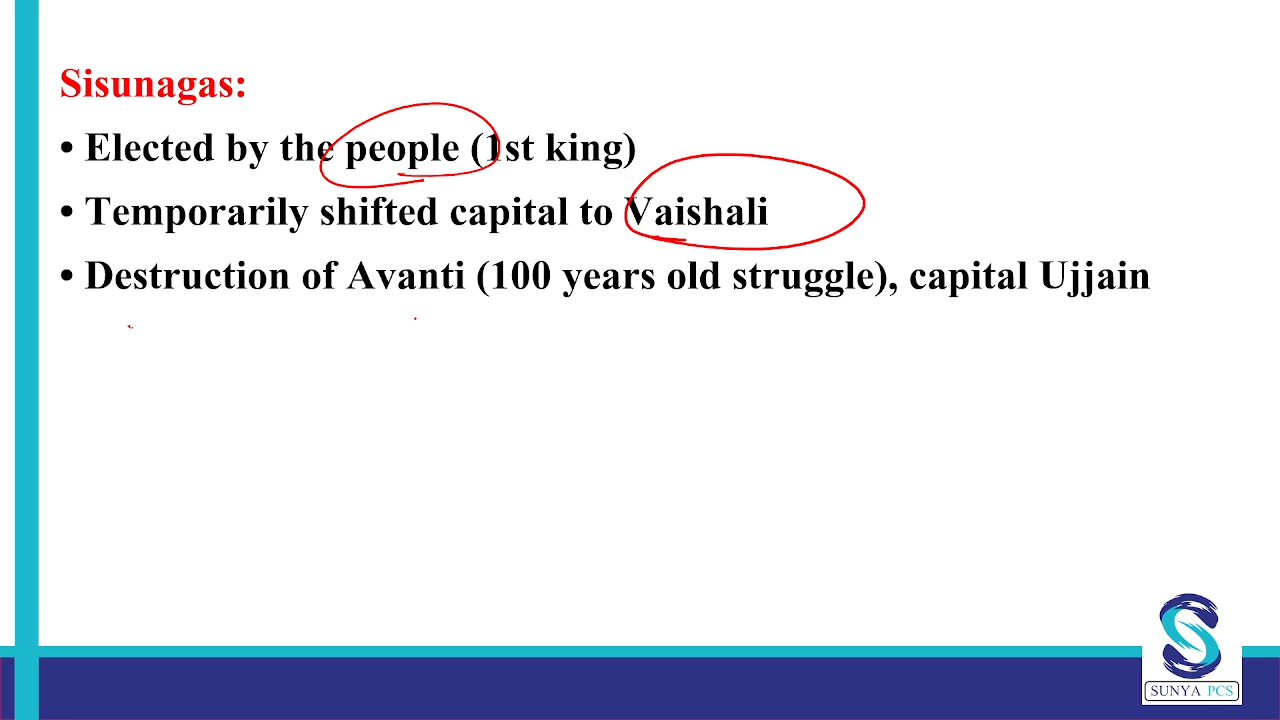 Sisunagas:
• Elected by the people (1st king)
• Temporarily shifted capital to Vaishali
• Destruction of Avanti (100 years old struggle), capital Ujjain
SUNYA PCS